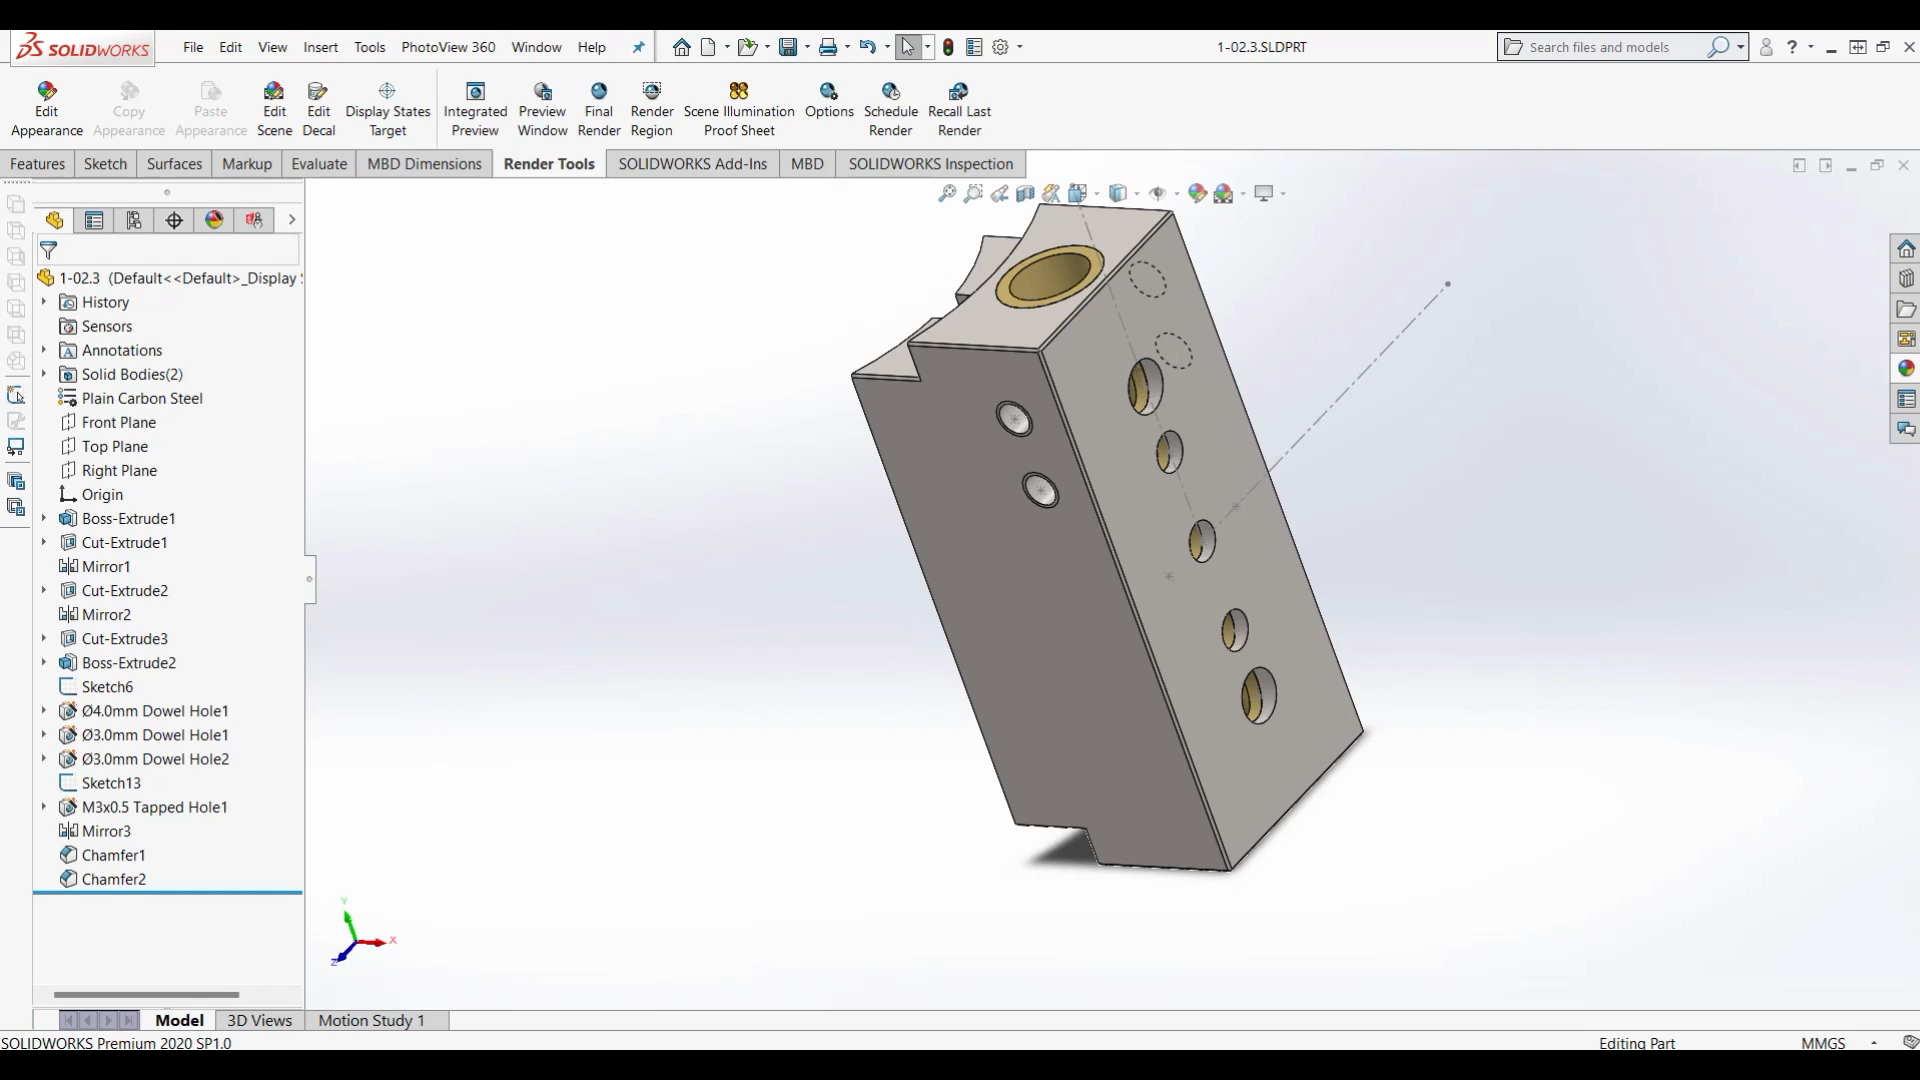 SOLIDWORKS File Edit View Insert Tools PhotoView 360 Window Help 1-02.3.SLDPRT Search files and models ?
Edit Appearance
Copy Appearance
Paste Appearance
Edit Scene
Edit Decal
Display States Target
Integrated Preview
Preview Window
Final Render
Render Region
Scene Illumination Proof Sheet
Options
Schedule Render
Recall Last Render
Features Sketch Surfaces Markup Evaluate MBD Dimensions Render Tools SOLIDWORKS Add-Ins MBD SOLIDWORKS Inspection
1-02.3 (Default<<Default>_Display
History
Sensors
Annotations
Solid Bodies(2)
Plain Carbon Steel
Front Plane
Top Plane
Right Plane
Origin
Boss-Extrude1
Cut-Extrude1
Mirror1
Cut-Extrude2
Mirror2
Cut-Extrude3
Boss-Extrude2
Sketch6
Ø4.0mm Dowel Hole1
Ø3.0mm Dowel Hole1
Ø3.0mm Dowel Hole2
Sketch13
M3x0.5 Tapped Hole1
Mirror3
Chamfer1
Chamfer2
Y
X
Z
Model 3D Views Motion Study 1
SOLIDWORKS Premium 2020 SP1.0 Editing Part MMGS